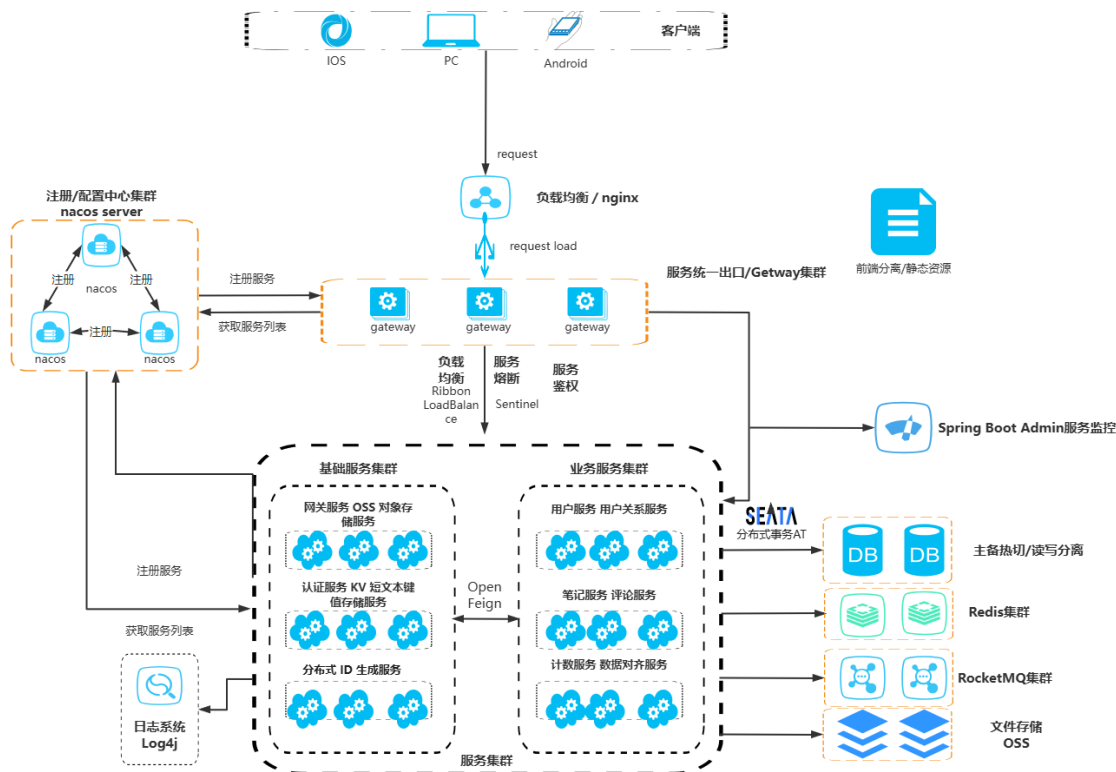 客户端
IOS
PC
Android
request
负载均衡 / nginx
request load
注册/配置中心集群
nacos server
nacos
注册
注册
注册
nacos
nacos
注册服务
获取服务列表
服务统一出口/Getway集群
前端分离/静态资源
gateway
gateway
gateway
负载
均衡
Ribbon
LoadBalan
ce
服务
熔断
Sentinel
服务
鉴权
Spring Boot Admin服务监控
基础服务集群
业务服务集群
网关服务 OSS 对象存
储服务
用户服务 用户关系服务
SEATA
分布式事务AT
DB
DB
主备热切/读写分离
注册服务
认证服务 KV 短文本键
值存储服务
Open
Feign
笔记服务 评论服务
Redis集群
获取服务列表
分布式 ID 生成服务
计数服务 数据对齐服务
RocketMQ集群
日志系统
Log4j
文件存储
OSS
服务集群